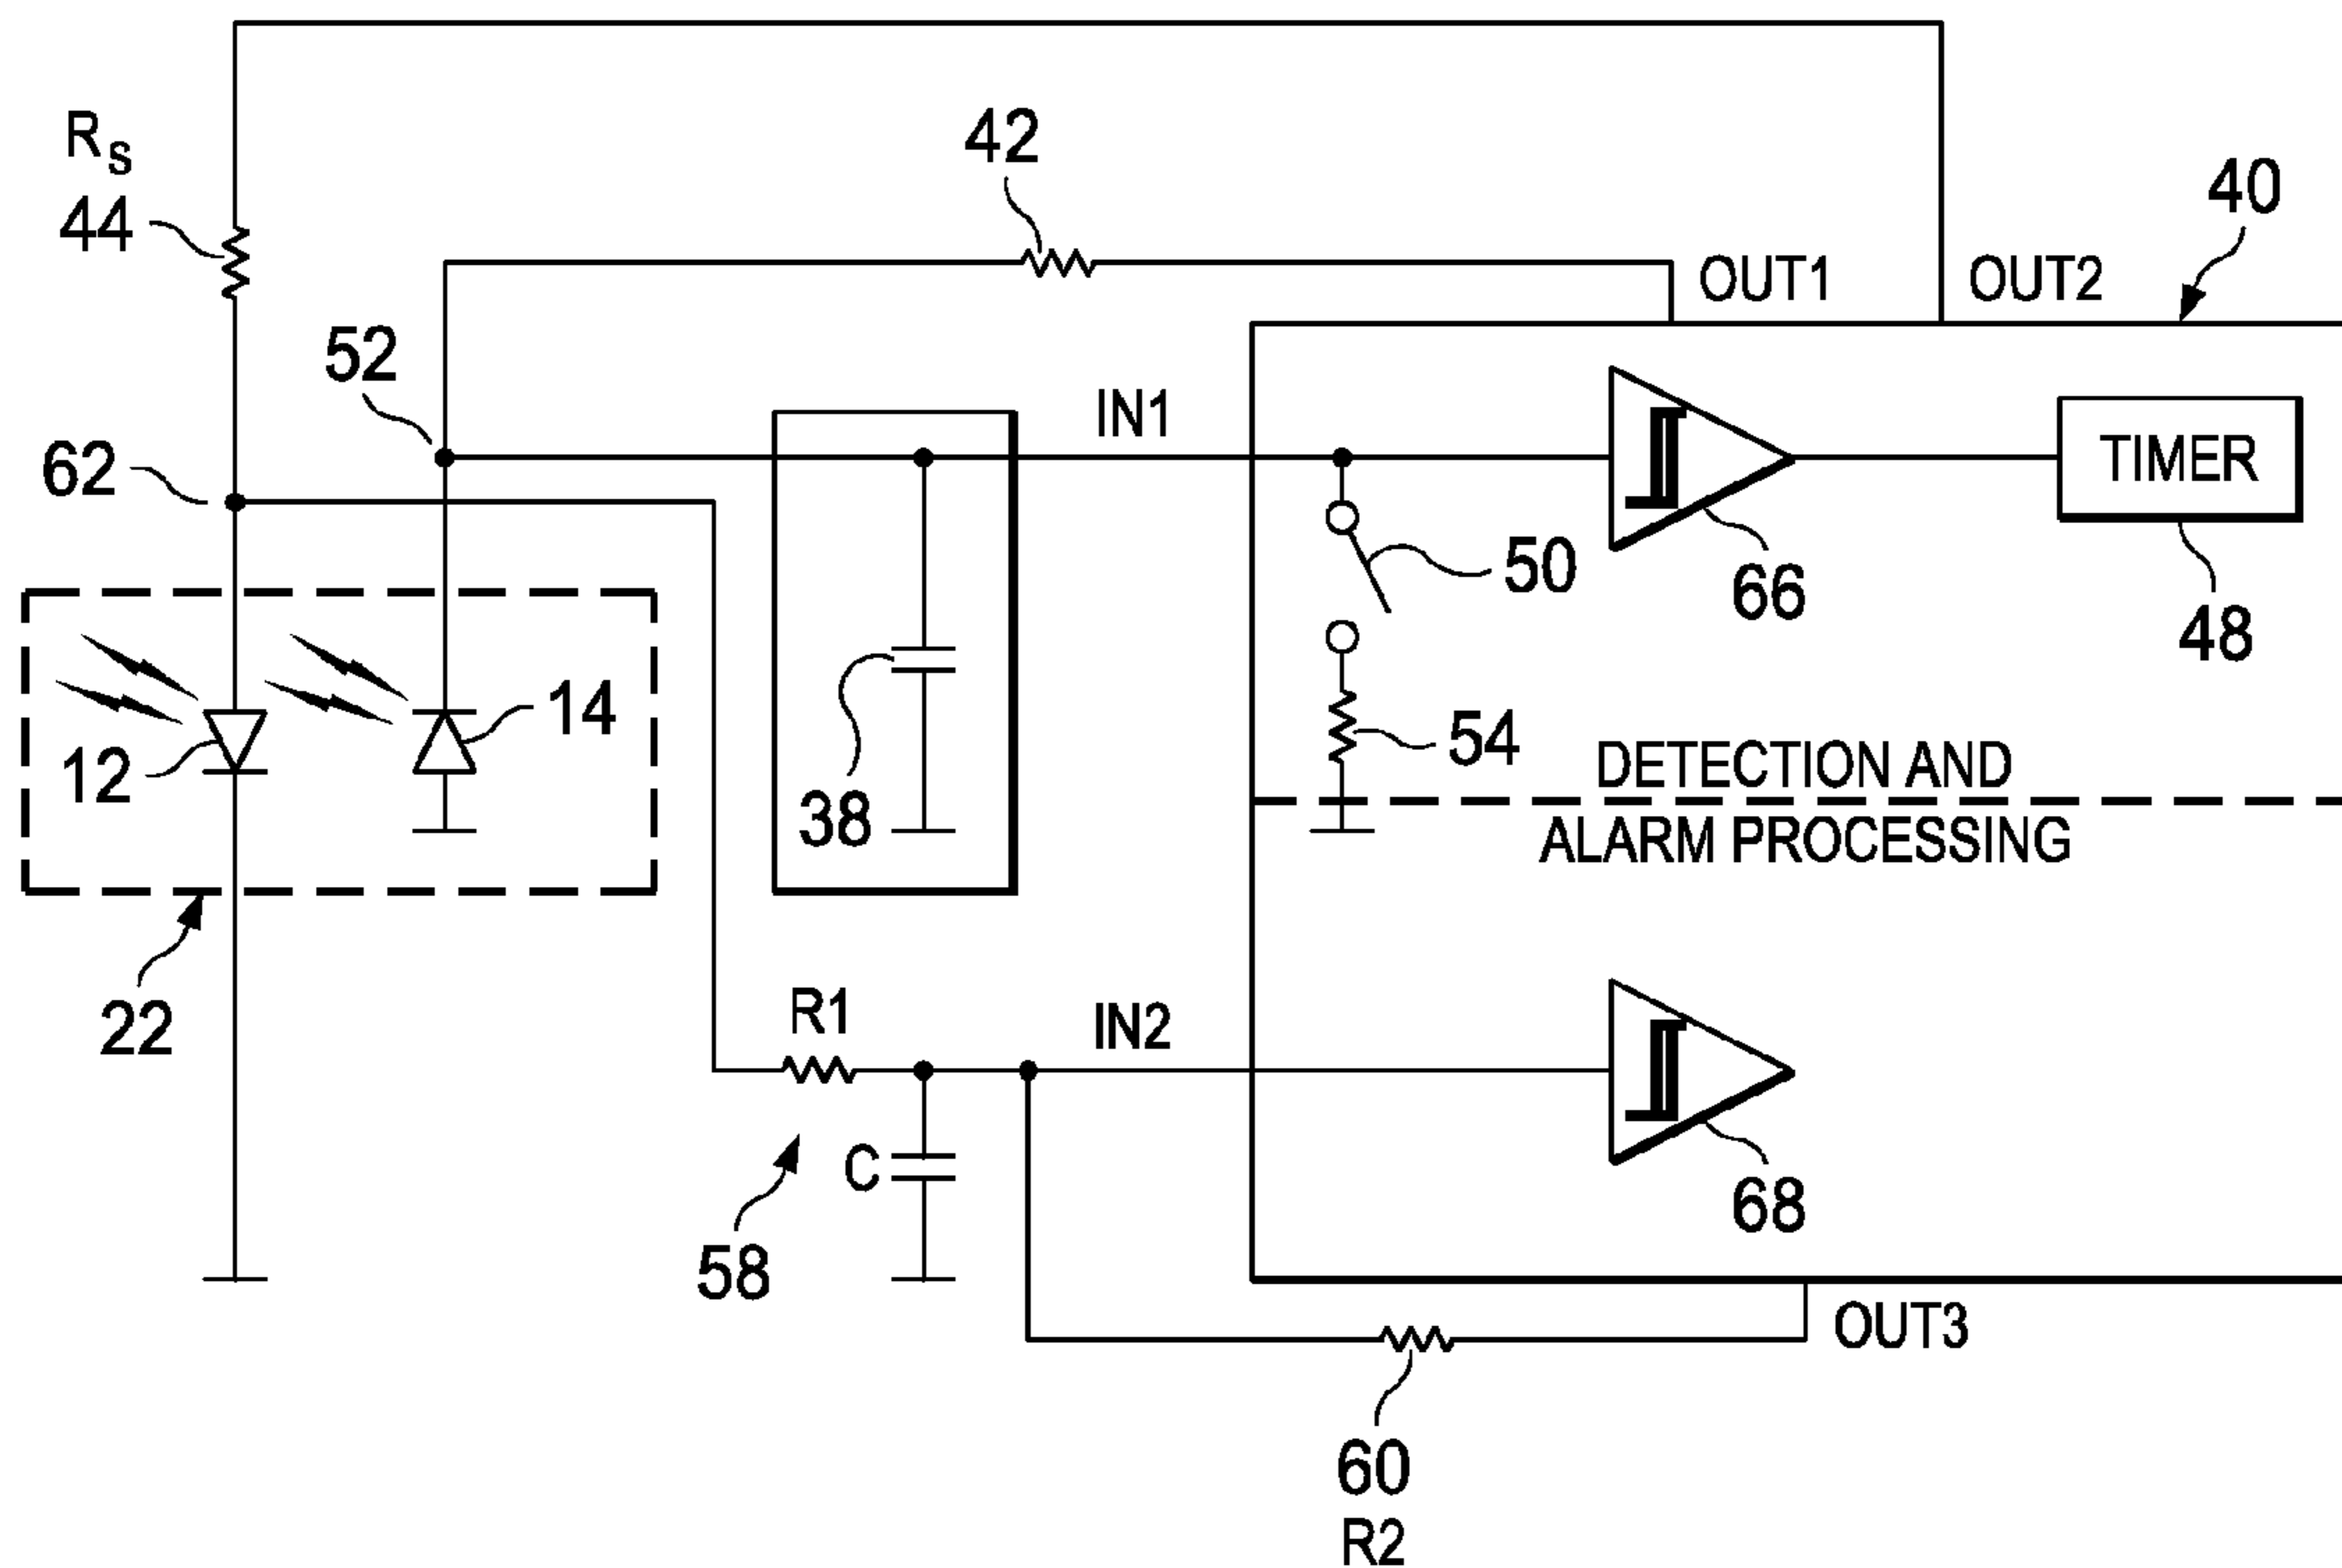 R_S
44
42
40
OUT1
OUT2
52
IN1
62
TIMER
50
66
48
14
12
38
54
DETECTION AND
ALARM PROCESSING
22
R1
IN2
C
58
68
OUT3
60
R2